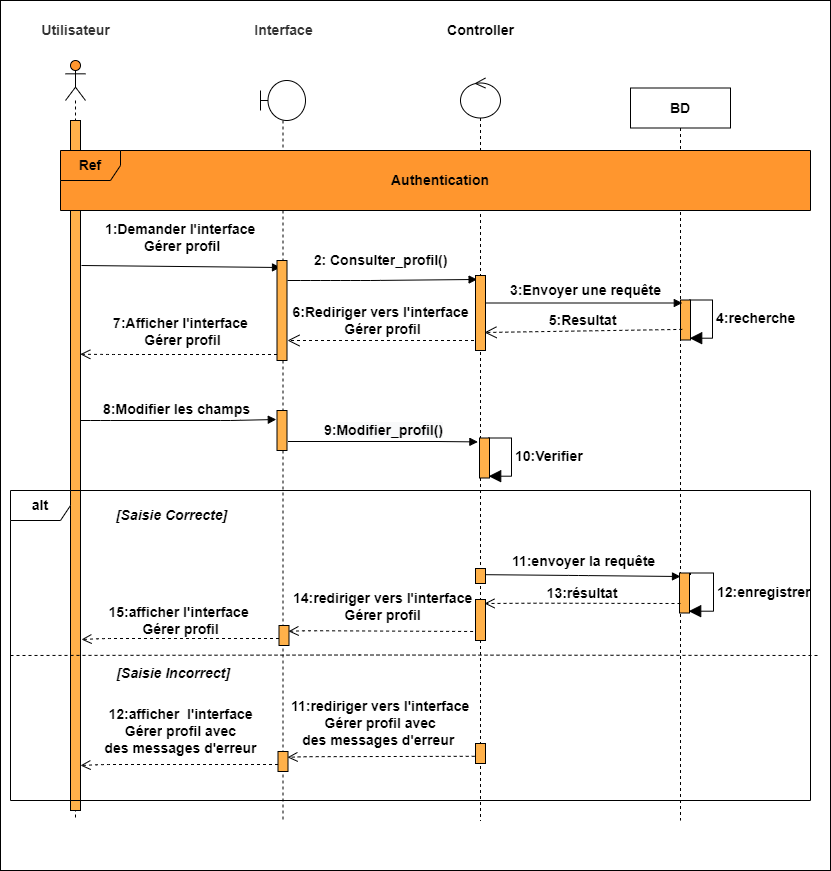 Utilisateur
Interface
Controller
BD
Ref
Authentication
1:Demander l'interface
Gérer profil
2: Consulter_profil()
3:Envoyer une requête
4:recherche
5:Resultat
6:Rediriger vers l'interface
Gérer profil
7:Afficher l'interface
Gérer profil
8:Modifier les champs
9:Modifier_profil()
10:Verifier
alt
[Saisie Correcte]
11:envoyer la requête
12:enregistrer
13:résultat
14:rediriger vers l'interface
Gérer profil
15:afficher l'interface
Gérer profil
[Saisie Incorrect]
11:rediriger vers l'interface
Gérer profil avec
des messages d'erreur
12:afficher  l'interface
Gérer profil avec
des messages d'erreur